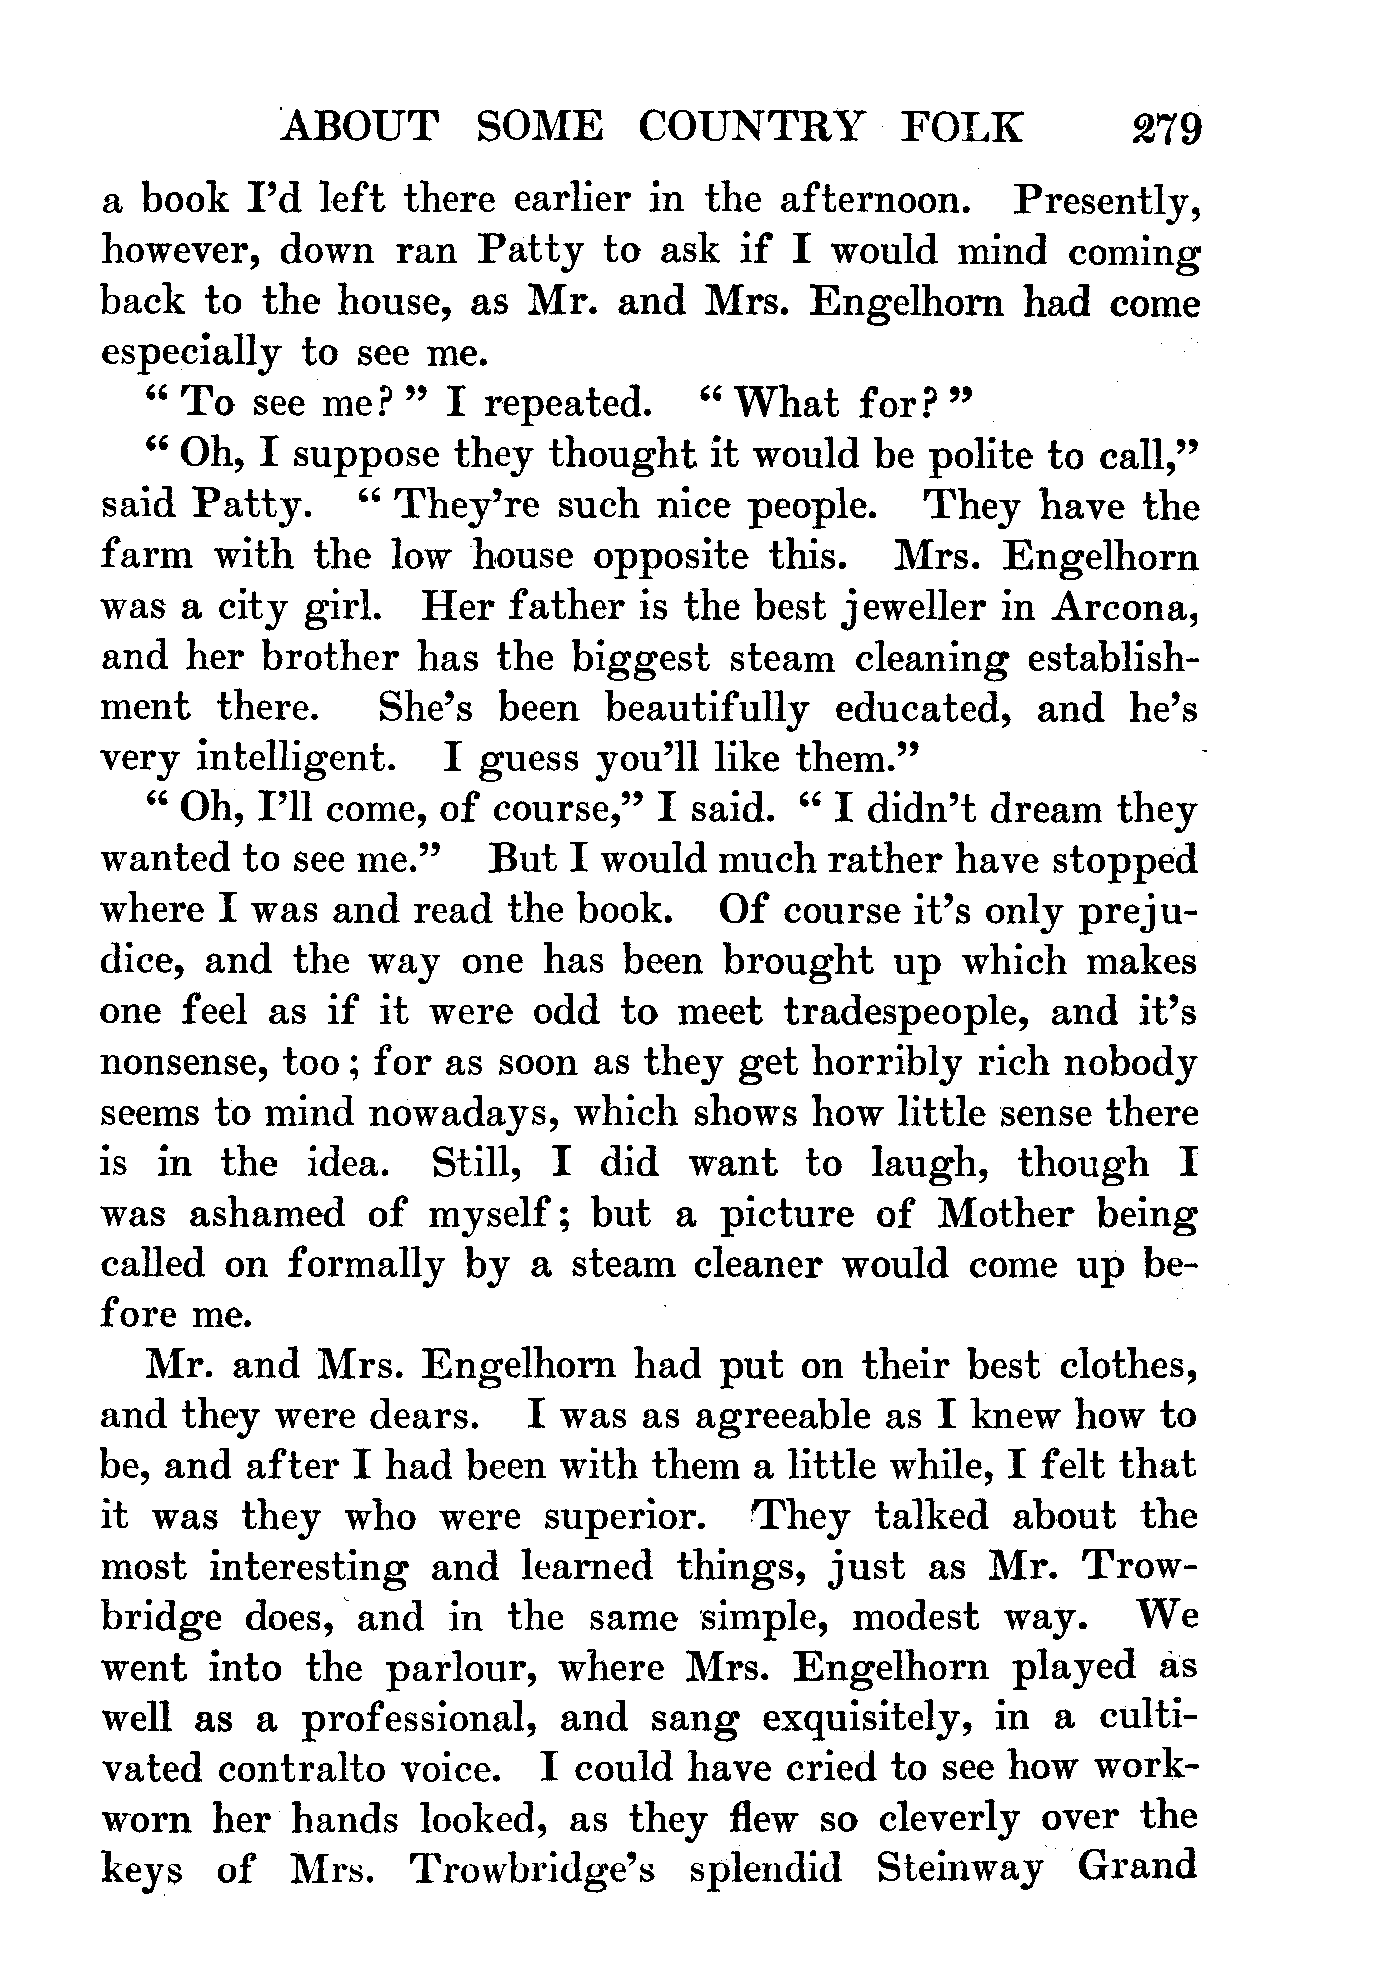 ABOUT SOME COUNTRY FOLK 279
a book I'd left there earlier in the afternoon. Presently,
however, down ran Patty to ask if I would mind coming
back to the house, as Mr. and Mrs. Engelhorn had come
especially to see me.
" To see me? " I repeated. " What for? "
" Oh, I suppose they thought it would be polite to call,"
said Patty. " They're such nice people. They have the
farm with the low house opposite this. Mrs. Engelhorn
was a city girl. Her father is the best jeweller in Arcona,
and her brother has the biggest steam cleaning establish-
ment there. She's been beautifully educated, and he's
very intelligent. I guess you'll like them."
" Oh, I'll come, of course," I said. " I didn't dream they
wanted to see me." But I would much rather have stopped
where I was and read the book. Of course it's only preju-
dice, and the way one has been brought up which makes
one feel as if it were odd to meet tradespeople, and it's
nonsense, too ; for as soon as they get horribly rich nobody
seems to mind nowadays, which shows how little sense there
is in the idea. Still, I did want to laugh, though I
was ashamed of myself ; but a picture of Mother being
called on formally by a steam cleaner would come up be-
fore me.
Mr. and Mrs. Engelhorn had put on their best clothes,
and they were dears. I was as agreeable as I knew how to
be, and after I had been with them a little while, I felt that
it was they who were superior. They talked about the
most interesting and learned things, just as Mr. Trow-
bridge does, and in the same simple, modest way. We
went into the parlour, where Mrs. Engelhorn played as
well as a professional, and sang exquisitely, in a culti-
vated contralto voice. I could have cried to see how work-
worn her hands looked, as they flew so cleverly over the
keys of Mrs. Trowbridge's splendid Steinway Grand